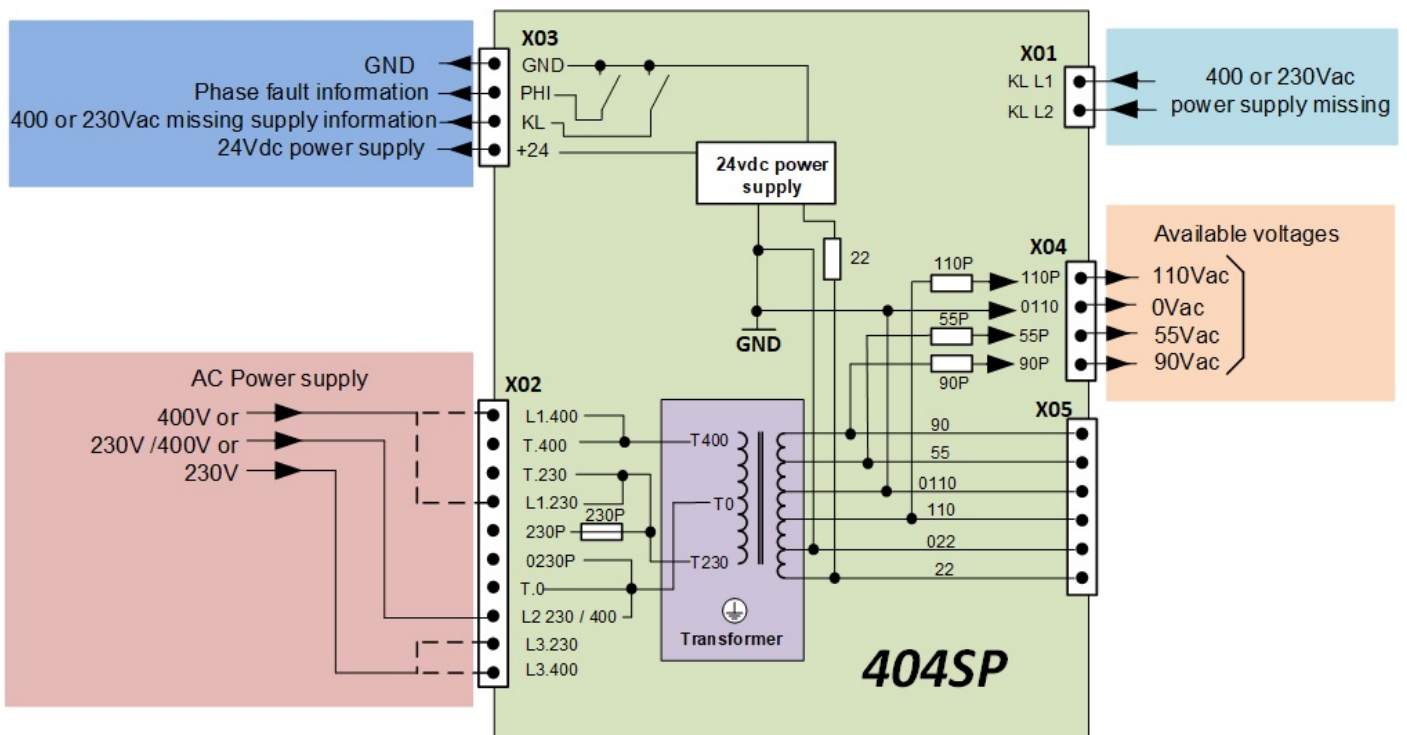 X03
GND
Phase fault information
400 or 230Vac missing supply information
24Vdc power supply
GND
PHI
KL
+24
24vdc power
supply
22
X01
KL L1
KL L2
400 or 230Vac
power supply missing
X04
110P
110P
0110
55P
55P
90P
90P
GND
Available voltages
110Vac
0Vac
55Vac
90Vac
AC Power supply
400V or
230V /400V or
230V
X02
L1.400
T.400
T.230
L1.230
230P
230P
0230P
T.0
L2 230 / 400
L3.230
L3.400
T400
T0
T230
Transformer
X05
90
55
0110
110
022
22
404SP